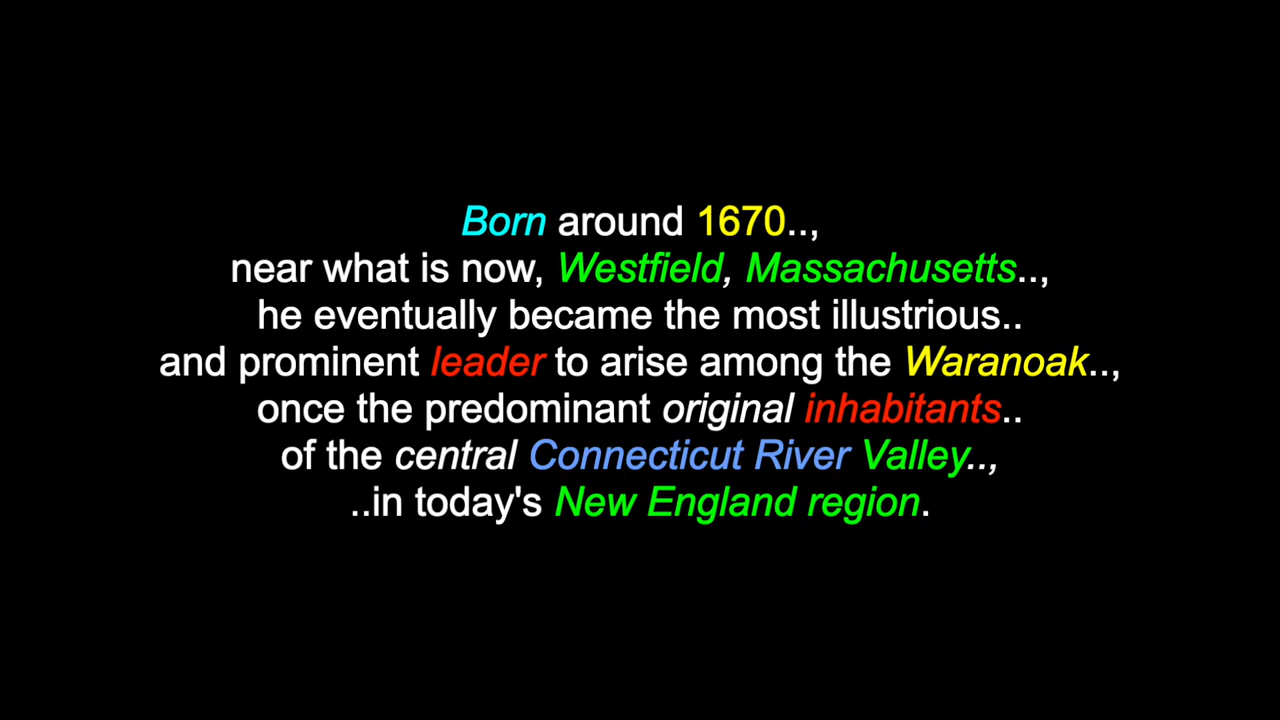 Born around 1670..,
near what is now, Westfield, Massachusetts..,
he eventually became the most illustrious..
and prominent leader to arise among the Waranoak..,
once the predominant original inhabitants..
of the central Connecticut River Valley..,
..in today's New England region.